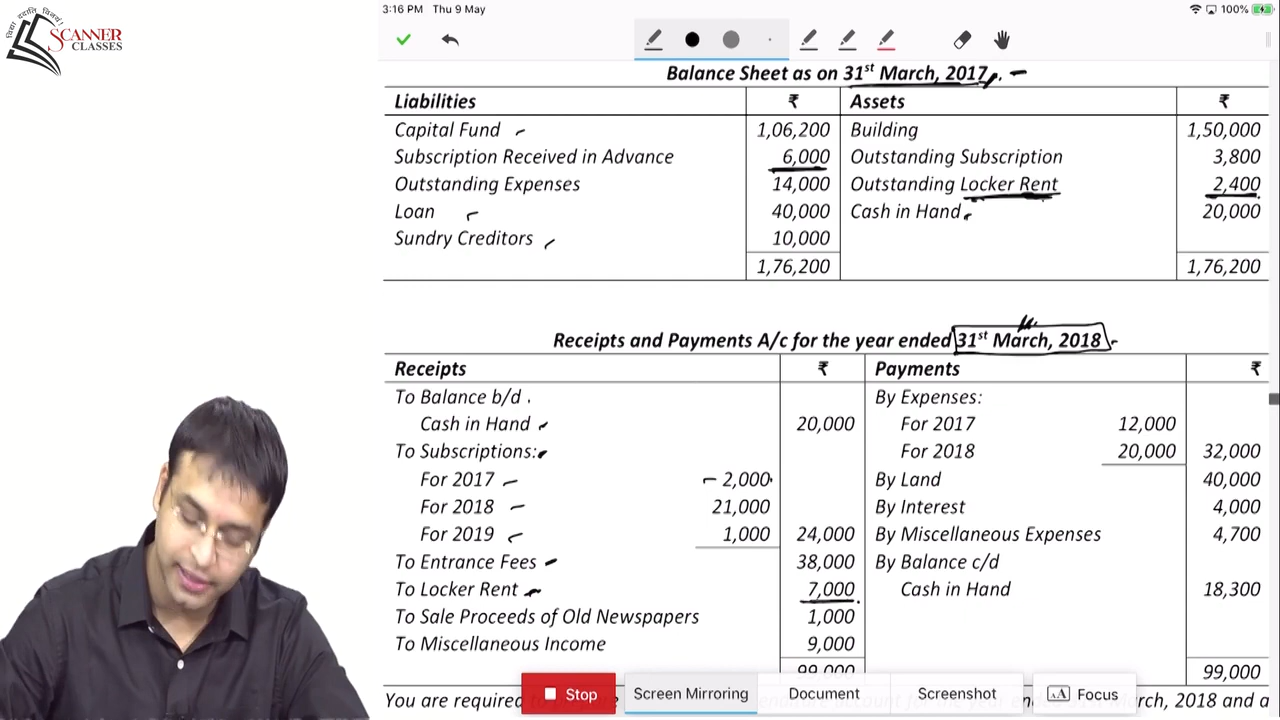 3:16 PM Thu 9 May
100%
विद्या ददाति विनयं।
SCANNER
CLASSES
Balance Sheet as on 31st March, 2017
Liabilities ₹ Assets ₹
Capital Fund 1,06,200 Building 1,50,000
Subscription Received in Advance 6,000 Outstanding Subscription 3,800
Outstanding Expenses 14,000 Outstanding Locker Rent 2,400
Loan 40,000 Cash in Hand 20,000
Sundry Creditors 10,000
1,76,200 1,76,200
Receipts and Payments A/c for the year ended 31st March, 2018
Receipts ₹ Payments ₹
To Balance b/d By Expenses:
Cash in Hand 20,000 For 2017 12,000
To Subscriptions: For 2018 20,000 32,000
For 2017 2,000 By Land 40,000
For 2018 21,000 By Interest 4,000
For 2019 1,000 24,000 By Miscellaneous Expenses 4,700
To Entrance Fees 38,000 By Balance c/d
To Locker Rent 7,000 Cash in Hand 18,300
To Sale Proceeds of Old Newspapers 1,000
To Miscellaneous Income 9,000
99,000 99,000
Stop Screen Mirroring Document Screenshot AA Focus
You are required March, 2018 and a